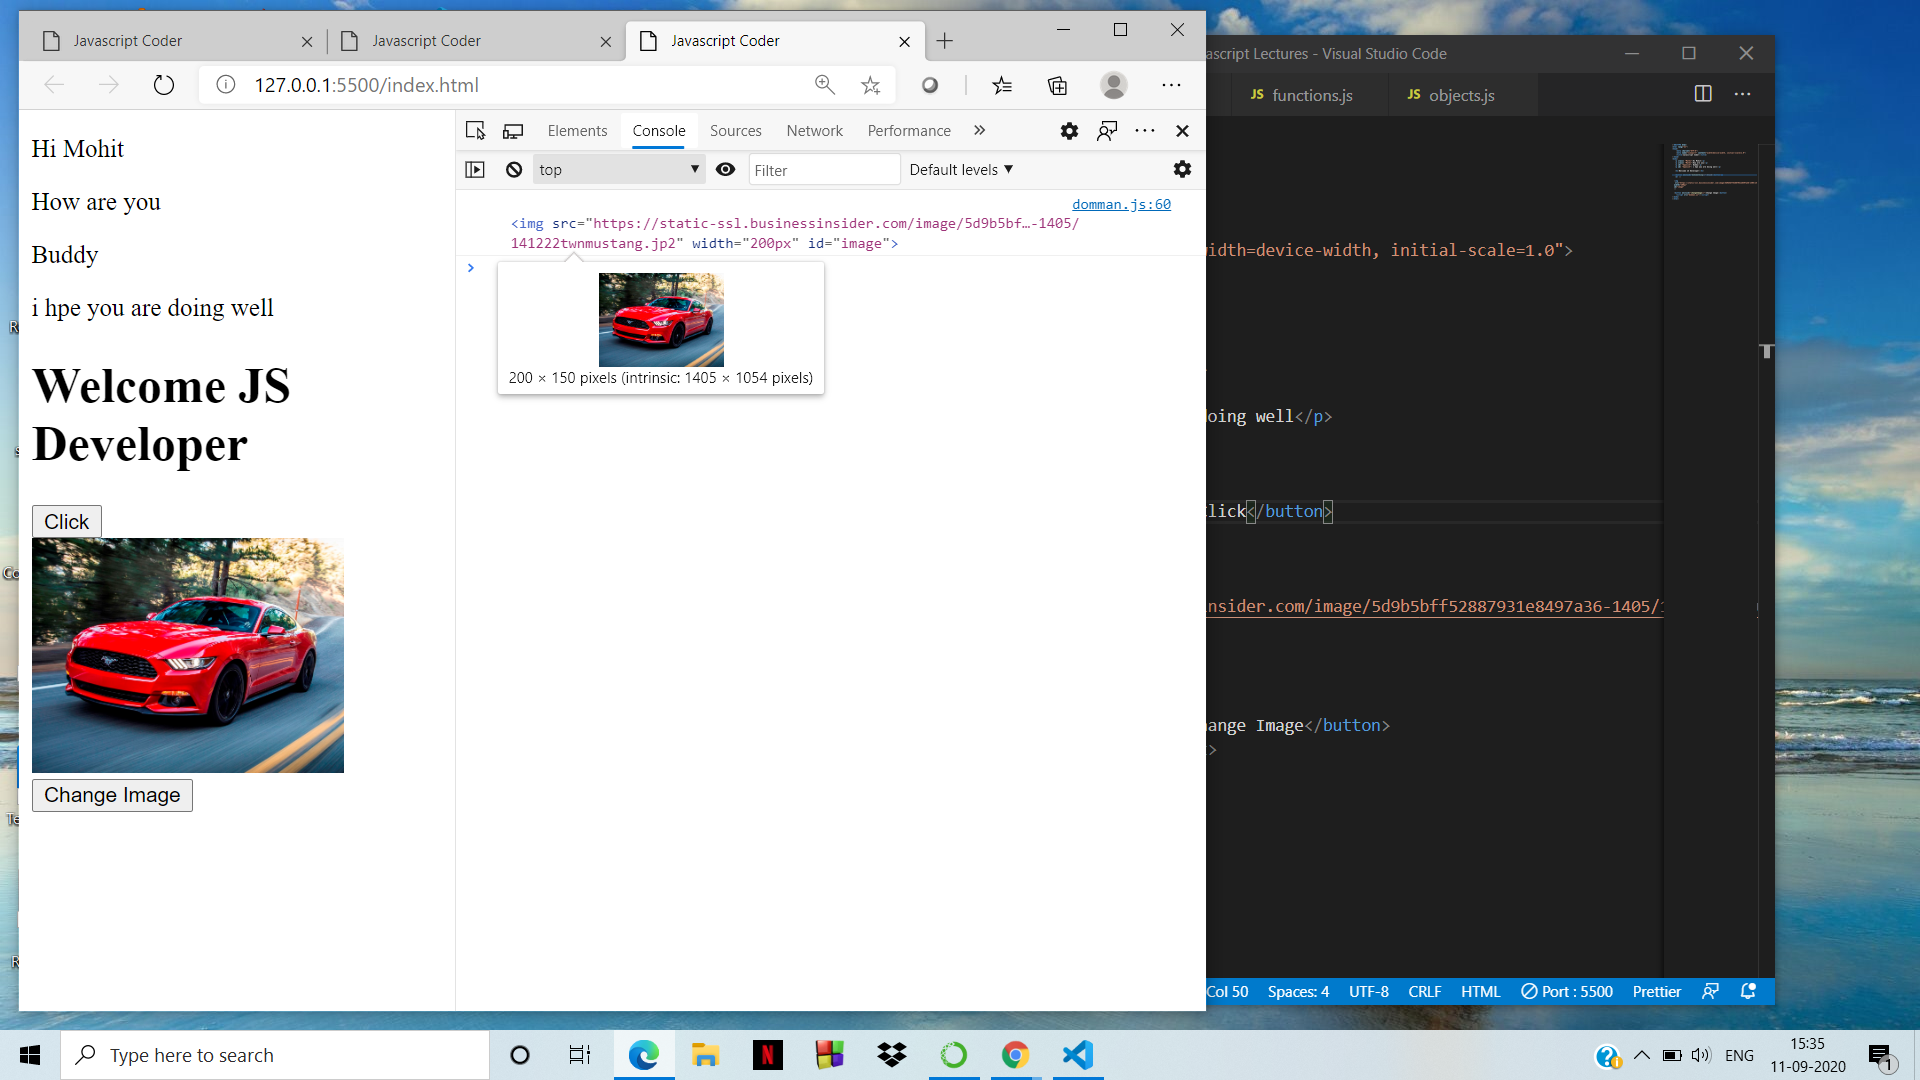 Javascript Coder
Javascript Coder
Javascript Coder
127.0.0.1:5500/index.html
Hi Mohit
How are you
Buddy
i hpe you are doing well
Welcome JS
Developer
Click
Change Image
Elements
Console
Sources
Network
Performance
top
Filter
Default levels
domman.js:60
<img src="https://static-ssl.businessinsider.com/image/5d9b5bf…-1405/
141222twnmustang.jp2" width="200px" id="image">
200 × 150 pixels (intrinsic: 1405 × 1054 pixels)
ascript Lectures - Visual Studio Code
JS functions.js
JS objects.js
idth=device-width, initial-scale=1.0">
oing well</p>
lick</button>
nsider.com/image/5d9b5bff52887931e8497a36-1405/
ange Image</button>
>
Col 50
Spaces: 4
UTF-8
CRLF
HTML
Port : 5500
Prettier
Type here to search
ENG
15:35
11-09-2020
1